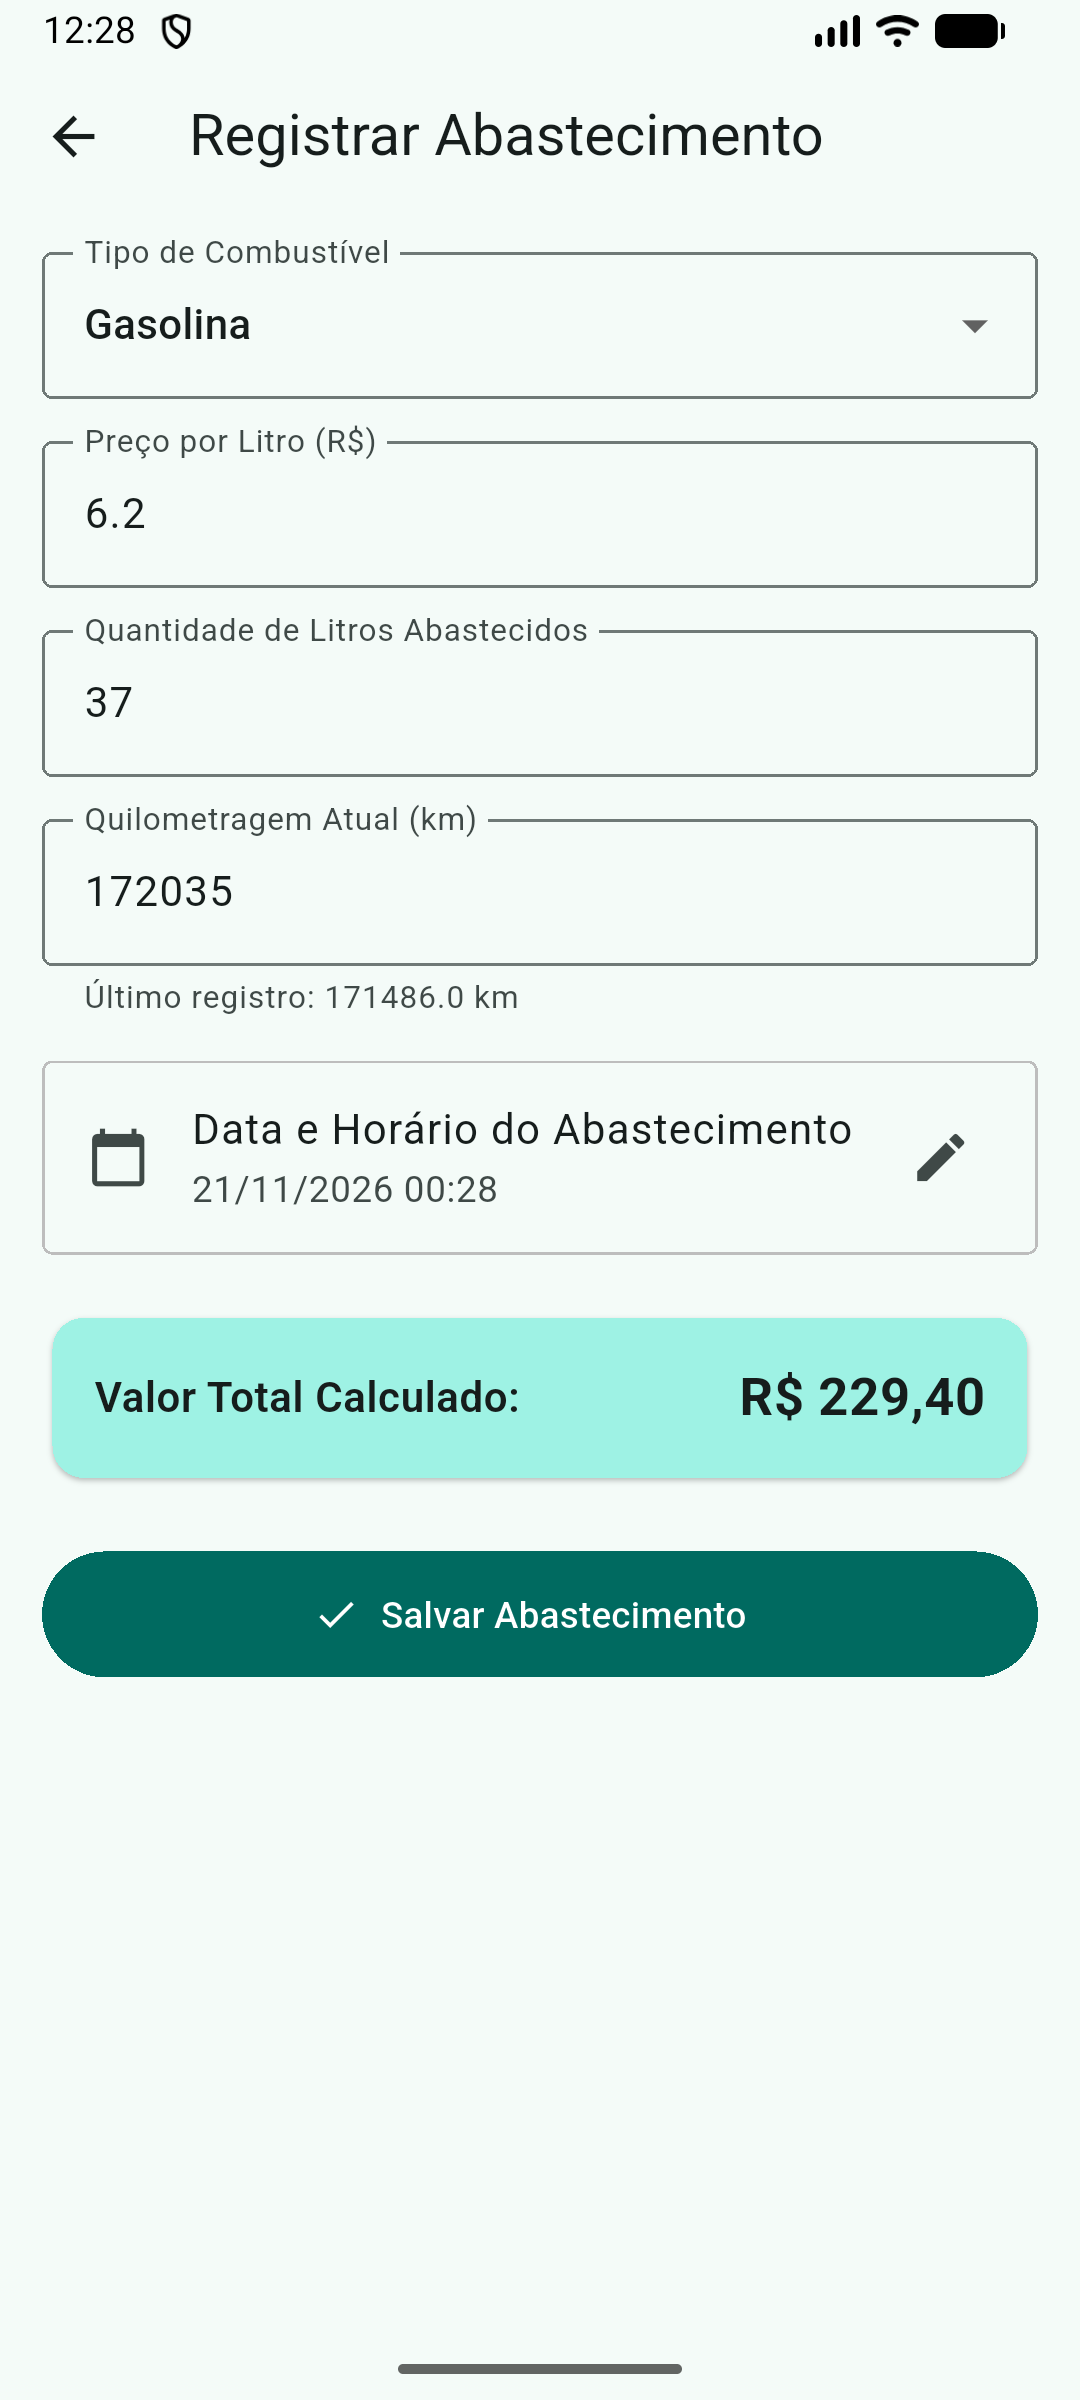 12:28
Registrar Abastecimento
Tipo de Combustível
Gasolina
Preço por Litro (R$)
6.2
Quantidade de Litros Abastecidos
37
Quilometragem Atual (km)
172035
Último registro: 171486.0 km
Data e Horário do Abastecimento
21/11/2026 00:28
Valor Total Calculado: R$ 229,40
Salvar Abastecimento